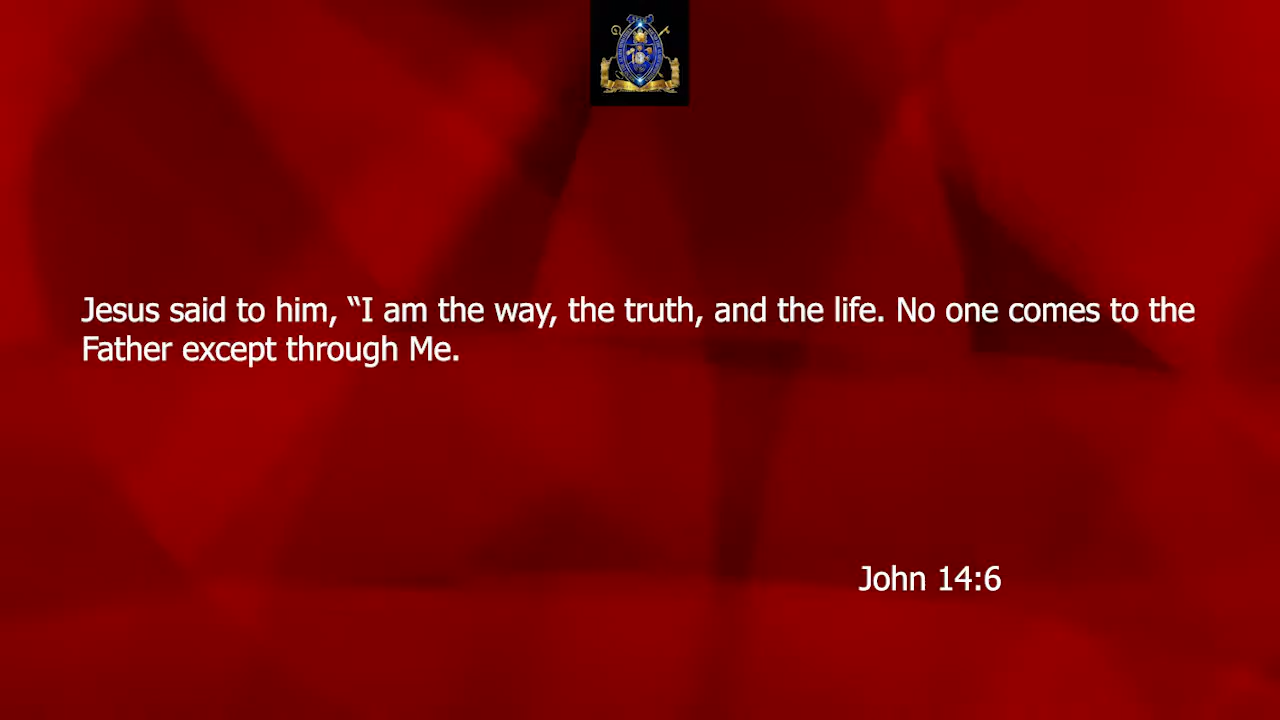 Jesus said to him, “I am the way, the truth, and the life. No one comes to the
Father except through Me.
John 14:6